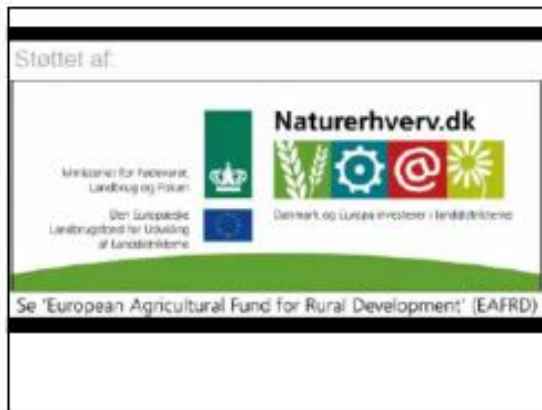 Støttet af:
Naturerhverv.dk
Ministeriet for Fødevarer,
Landbrug og Fiskeri
@
Den Europæiske
Landbrugsfond for Udvikling
af Landdistrikterne
Danmark og Europa investerer i landdistrikterne
Se 'European Agricultural Fund for Rural Development' (EAFRD)